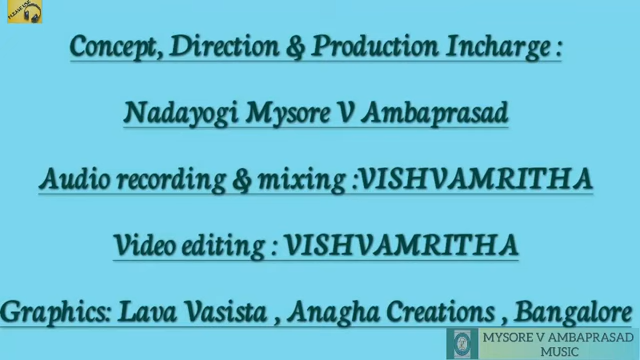 Concept, Direction & Production Incharge :
Nadayogi Mysore V Ambaprasad
Audio recording & mixing :VISHVAMRITHA
Video editing : VISHVAMRITHA
Graphics: Lava Vasista , Anagha Creations , Bangalore
MYSORE V AMBAPRASAD
MUSIC